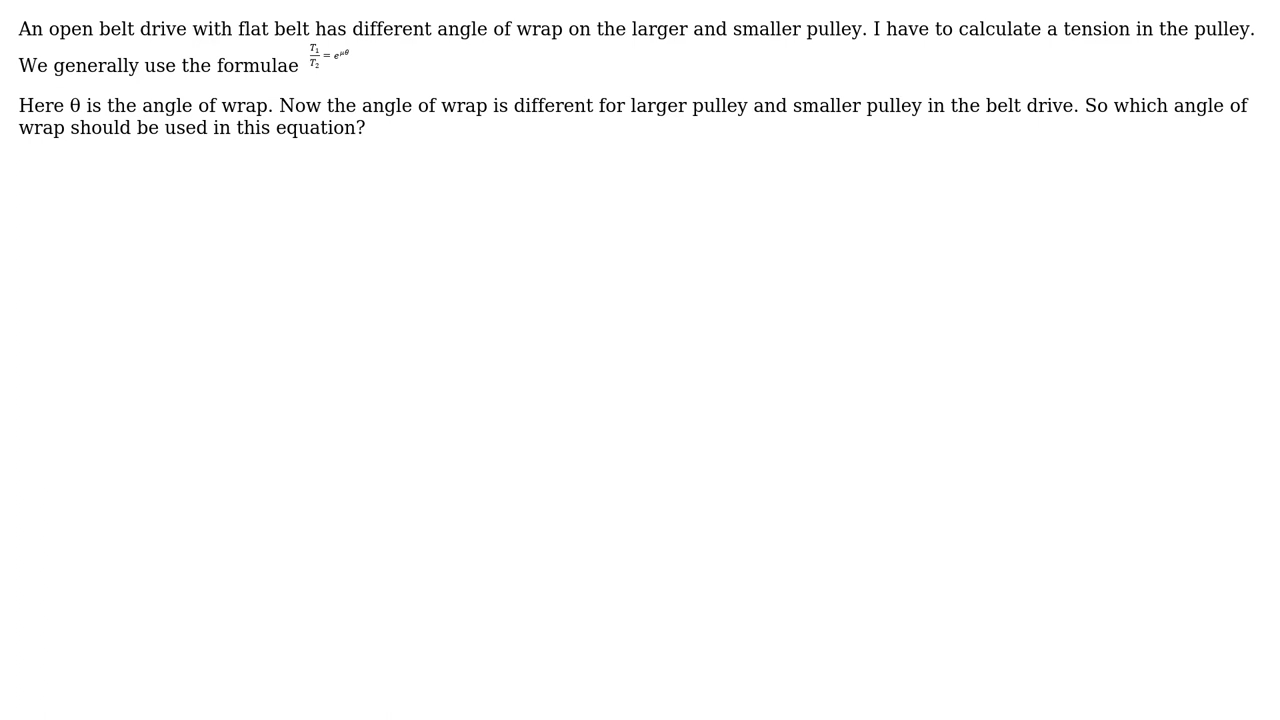 An open belt drive with flat belt has different angle of wrap on the larger and smaller pulley. I have to calculate a tension in the pulley.
We generally use the formulae T₁/T₂ = e^μθ
Here θ is the angle of wrap. Now the angle of wrap is different for larger pulley and smaller pulley in the belt drive. So which angle of
wrap should be used in this equation?